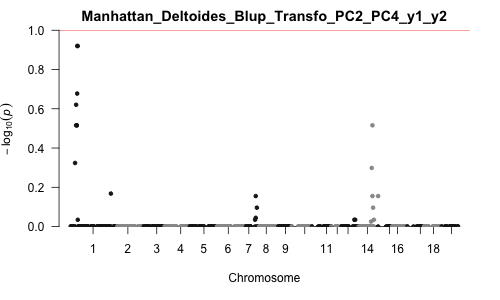 Manhattan_Deltoides_Blup_Transfo_PC2_PC4_y1_y2
1.0
0.8
0.6
0.4
0.2
0.0
− log10(p)
1 2 3 4 5 6 7 8 9 11 14 16 18
Chromosome